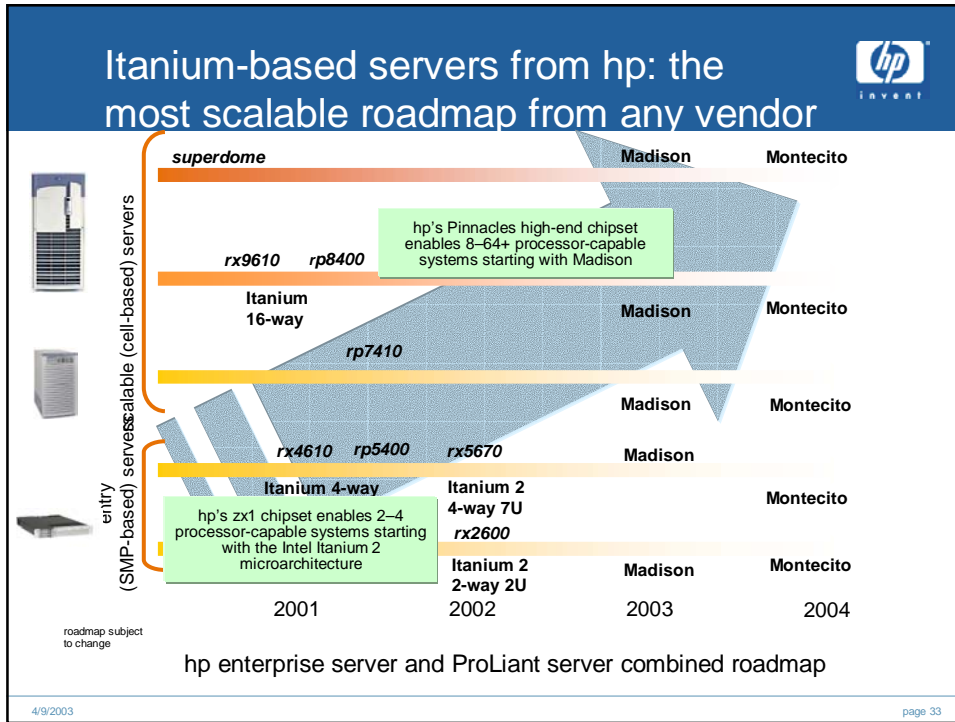 Itanium-based servers from hp: the
most scalable roadmap from any vendor
hp
invent
superdome
Madison
Montecito
hp's Pinnacles high-end chipset
enables 8–64+ processor-capable
systems starting with Madison
rx9610
rp8400
Itanium
16-way
Madison
Montecito
scalable (cell-based) servers
rp7410
Madison
Montecito
rx4610
rp5400
rx5670
Madison
Itanium 4-way
Itanium 2
4-way 7U
Montecito
entry
(SMP-based) servers
hp's zx1 chipset enables 2–4
processor-capable systems starting
with the Intel Itanium 2
microarchitecture
rx2600
Itanium 2
2-way 2U
Madison
Montecito
2001
2002
2003
2004
roadmap subject
to change
hp enterprise server and ProLiant server combined roadmap
4/9/2003
page 33